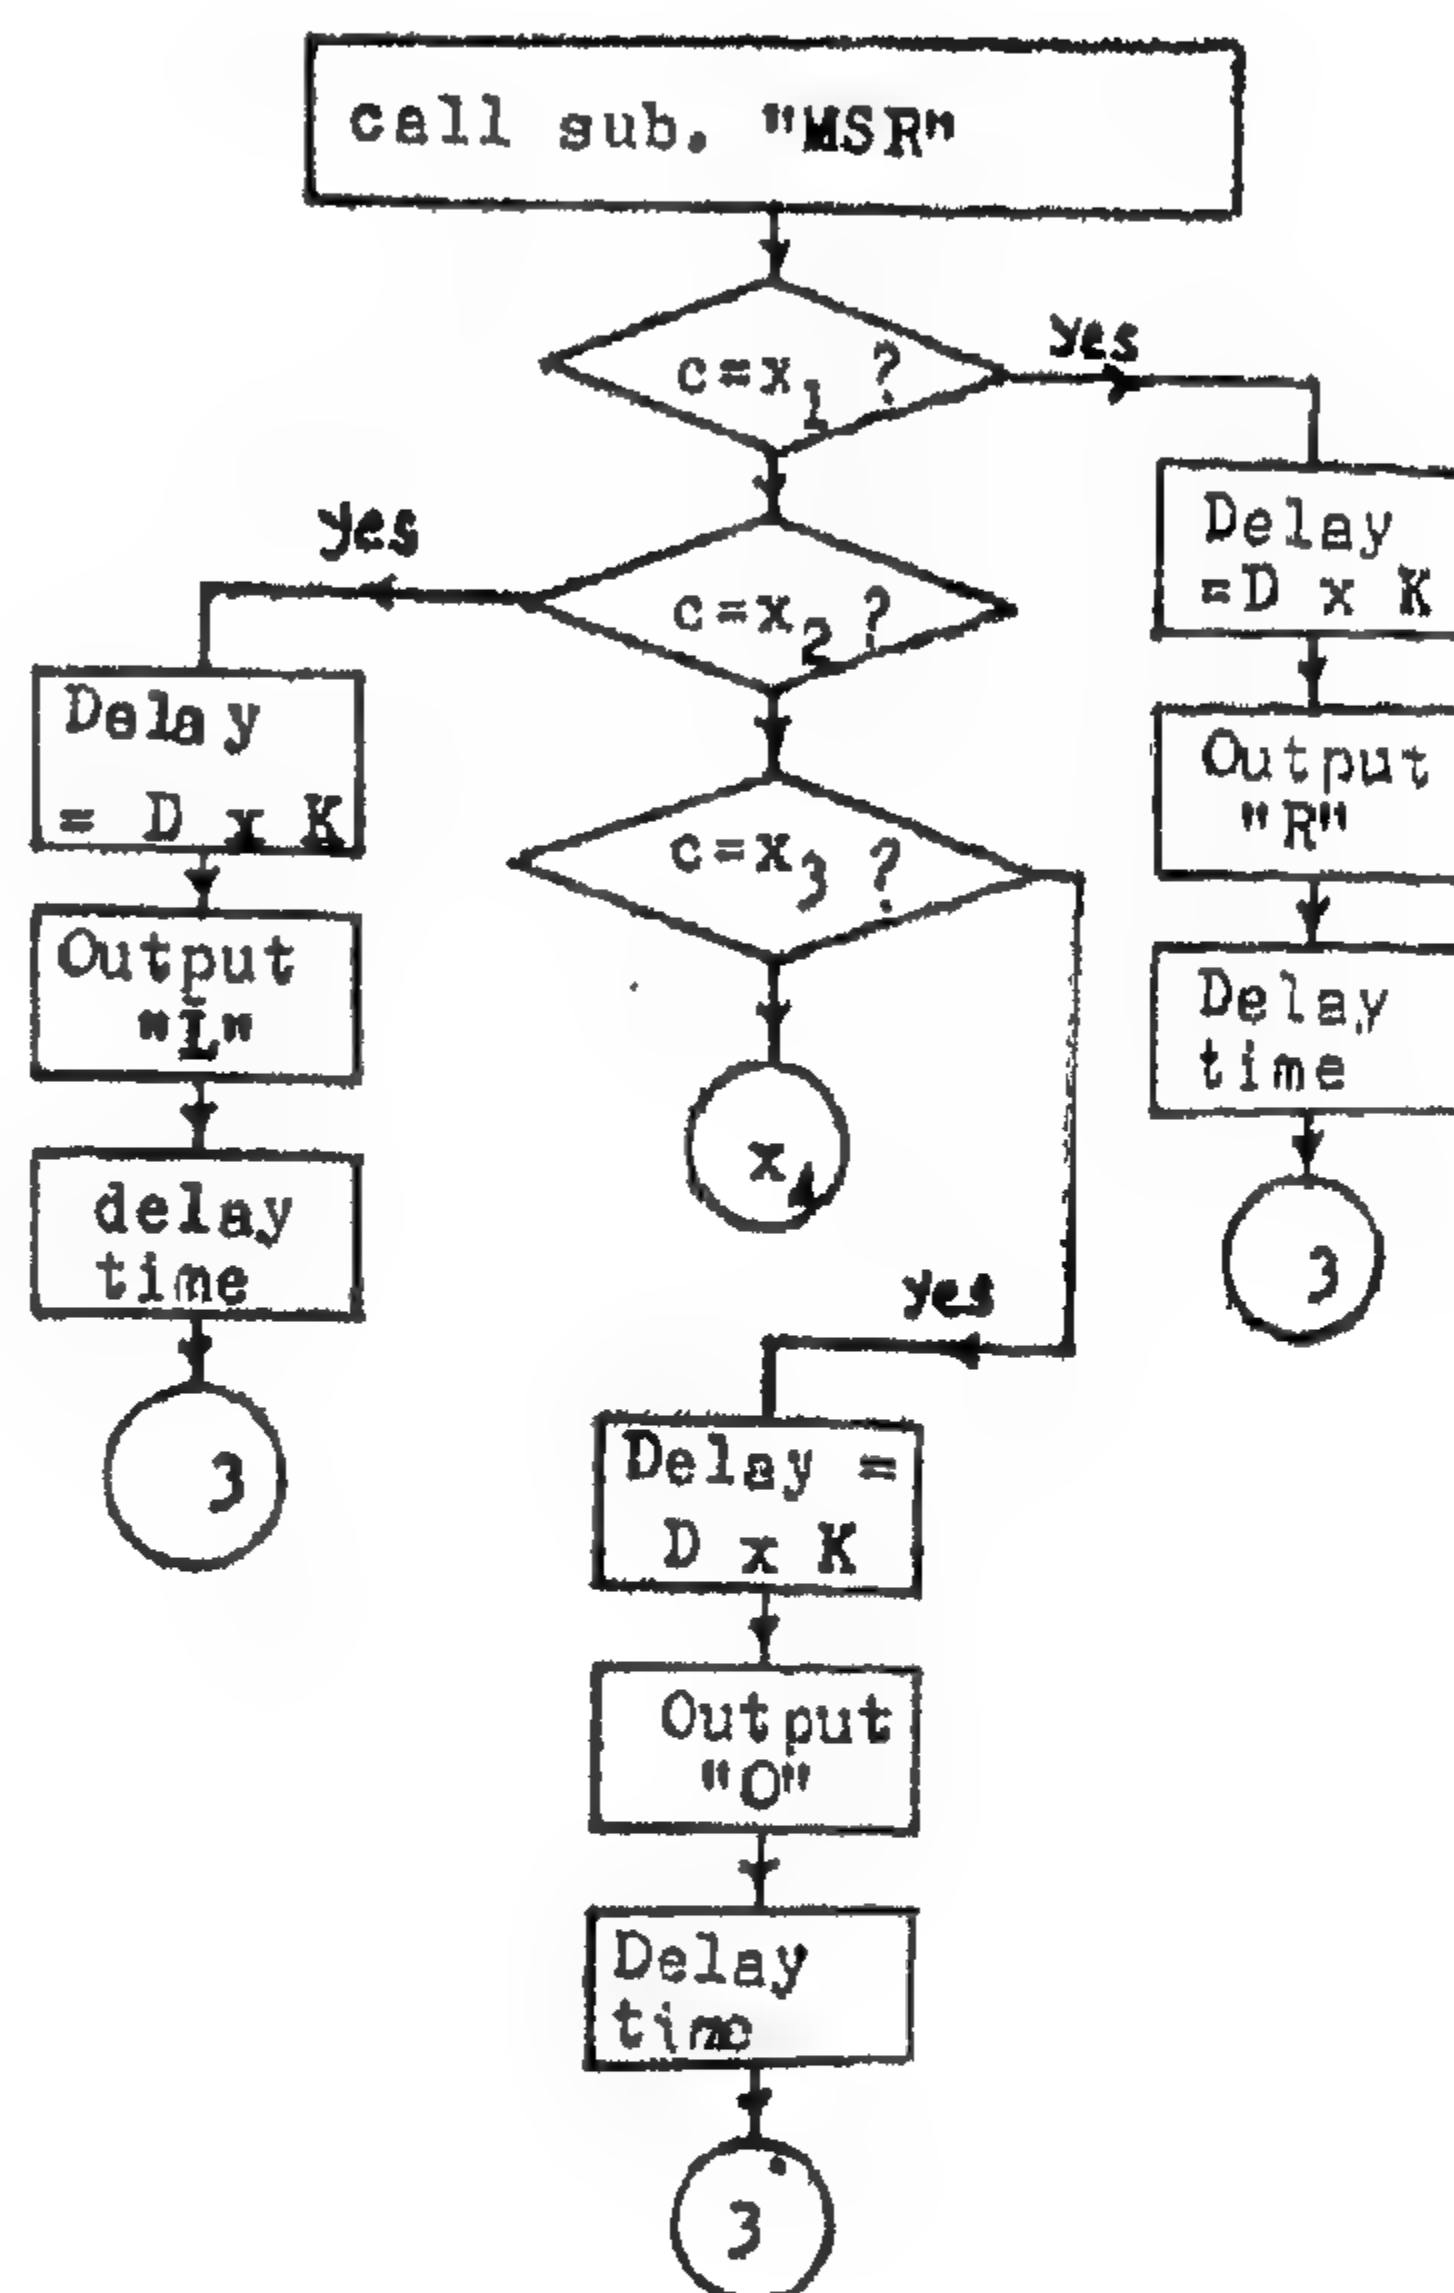 call sub. "MSR"
c=x1 ?
yes
Delay
=D x K
Output
"R"
Delay
time
3
c=x2 ?
yes
Delay
= D x K
Output
"L"
delay
time
3
c=x3 ?
x4
yes
Delay =
D x K
Output
"O"
Delay
time
3